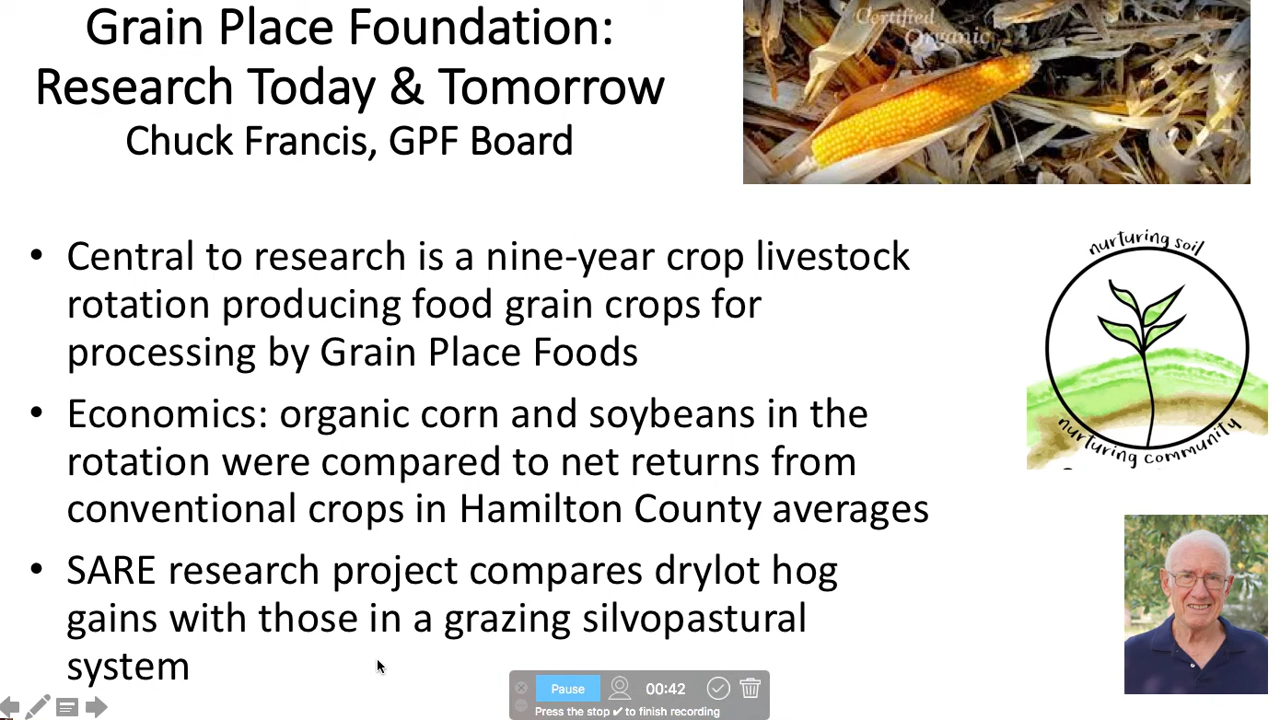 Grain Place Foundation:
Research Today & Tomorrow
Chuck Francis, GPF Board
Certified
Organic
• Central to research is a nine-year crop livestock
rotation producing food grain crops for
processing by Grain Place Foods
• Economics: organic corn and soybeans in the
rotation were compared to net returns from
conventional crops in Hamilton County averages
• SARE research project compares drylot hog
gains with those in a grazing silvopastural
system
nurturing soil
nurturing community
Pause
00:42
Press the stop ✔ to finish recording